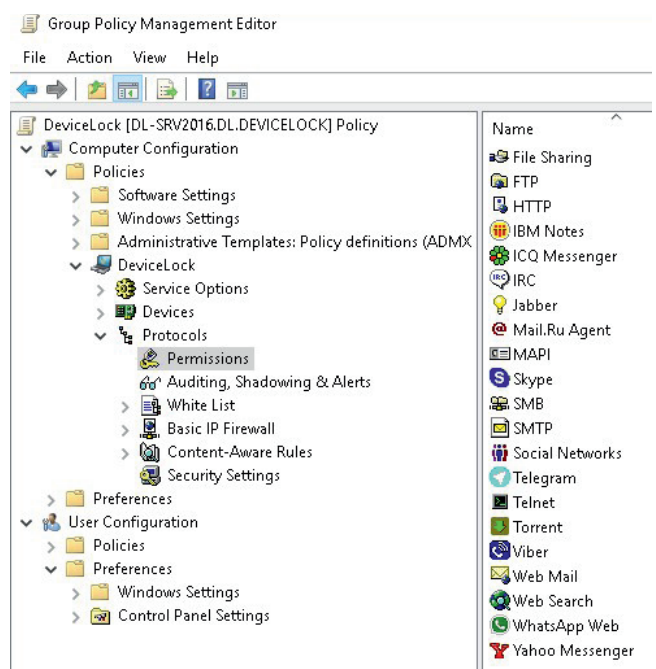 Group Policy Management Editor
File Action View Help
DeviceLock [DL-SRV2016.DL.DEVICELOCK] Policy
Computer Configuration
Policies
Software Settings
Windows Settings
Administrative Templates: Policy definitions (ADMX
DeviceLock
Service Options
Devices
Protocols
Permissions
Auditing, Shadowing & Alerts
White List
Basic IP Firewall
Content-Aware Rules
Security Settings
Preferences
User Configuration
Policies
Preferences
Windows Settings
Control Panel Settings
Name
File Sharing
FTP
HTTP
IBM Notes
ICQ Messenger
IRC
Jabber
Mail.Ru Agent
MAPI
Skype
SMB
SMTP
Social Networks
Telegram
Telnet
Torrent
Viber
Web Mail
Web Search
WhatsApp Web
Yahoo Messenger